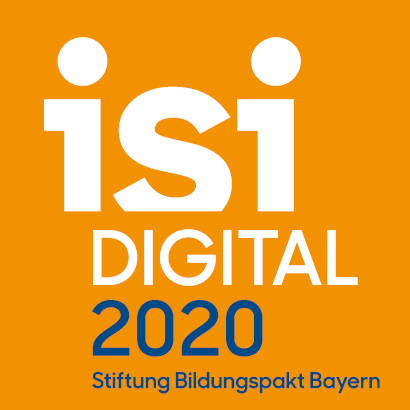 isi
DIGITAL
2020
Stiftung Bildungspakt Bayern